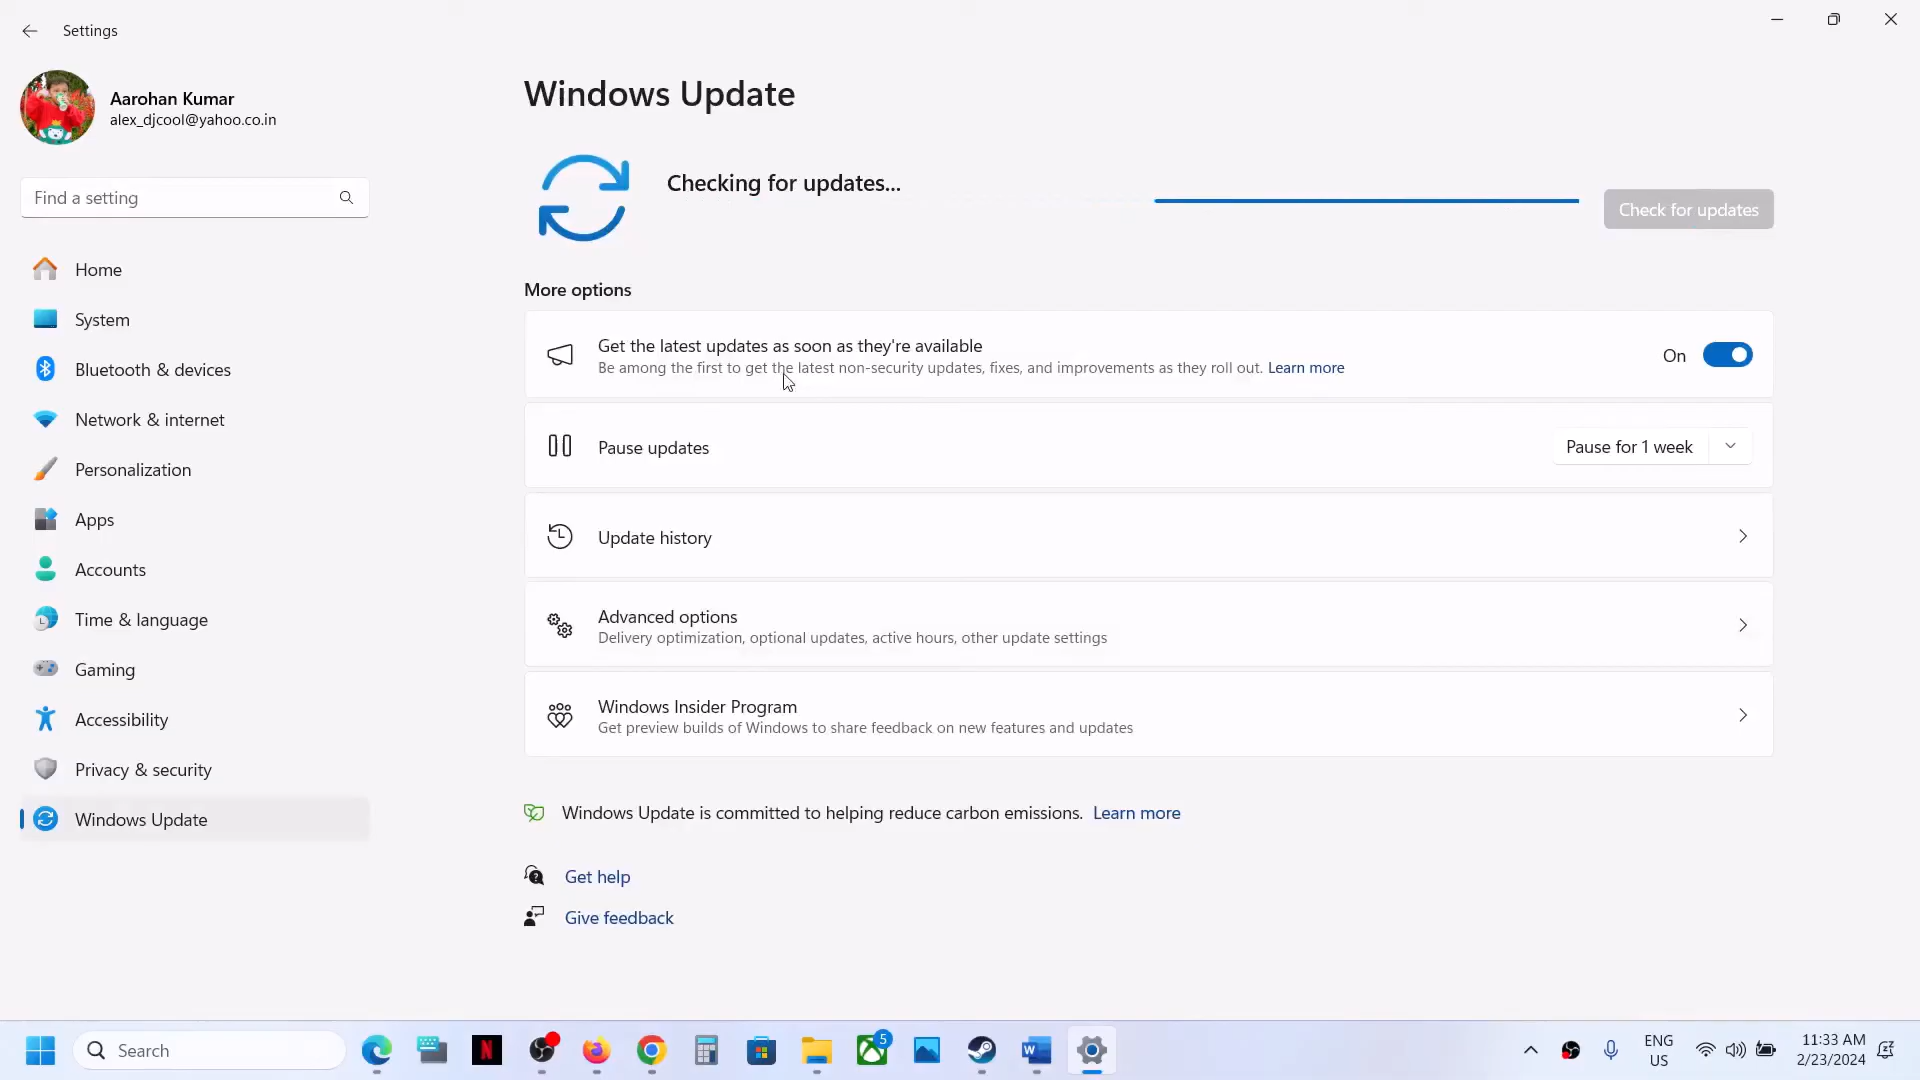 Settings
Aarohan Kumar
alex_djcool@yahoo.co.in
Find a setting
Home
System
Bluetooth & devices
Network & internet
Personalization
Apps
Accounts
Time & language
Gaming
Accessibility
Privacy & security
Windows Update
Windows Update
Checking for updates...
Check for updates
More options
Get the latest updates as soon as they're available
Be among the first to get the latest non-security updates, fixes, and improvements as they roll out. Learn more
On
Pause updates
Pause for 1 week
Update history
Advanced options
Delivery optimization, optional updates, active hours, other update settings
Windows Insider Program
Get preview builds of Windows to share feedback on new features and updates
Windows Update is committed to helping reduce carbon emissions. Learn more
Get help
Give feedback
Search
N
5
W
ENG
US
11:33 AM
2/23/2024